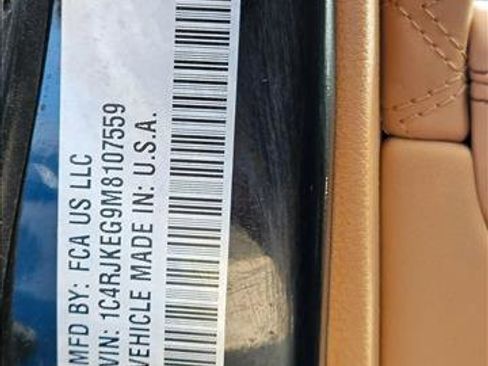 MFD BY: FCA US LLC
VIN: 1C4RJKEG9M8107559
VEHICLE MADE IN: U.S.A.